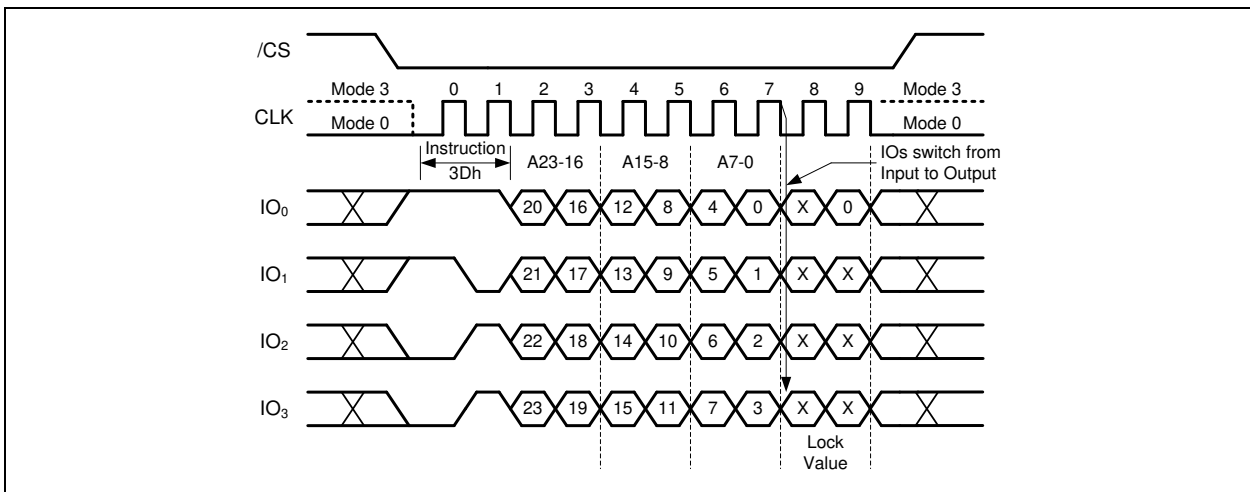 /CS
Mode 3 0 1 2 3 4 5 6 7 8 9 Mode 3
CLK
Mode 0 Mode 0
Instruction A23-16 A15-8 A7-0 IOs switch from
3Dh Input to Output
IO₀ 20 16 12 8 4 0 X 0
IO₁ 21 17 13 9 5 1 X X
IO₂ 22 18 14 10 6 2 X X
IO₃ 23 19 15 11 7 3 X X
Lock
Value